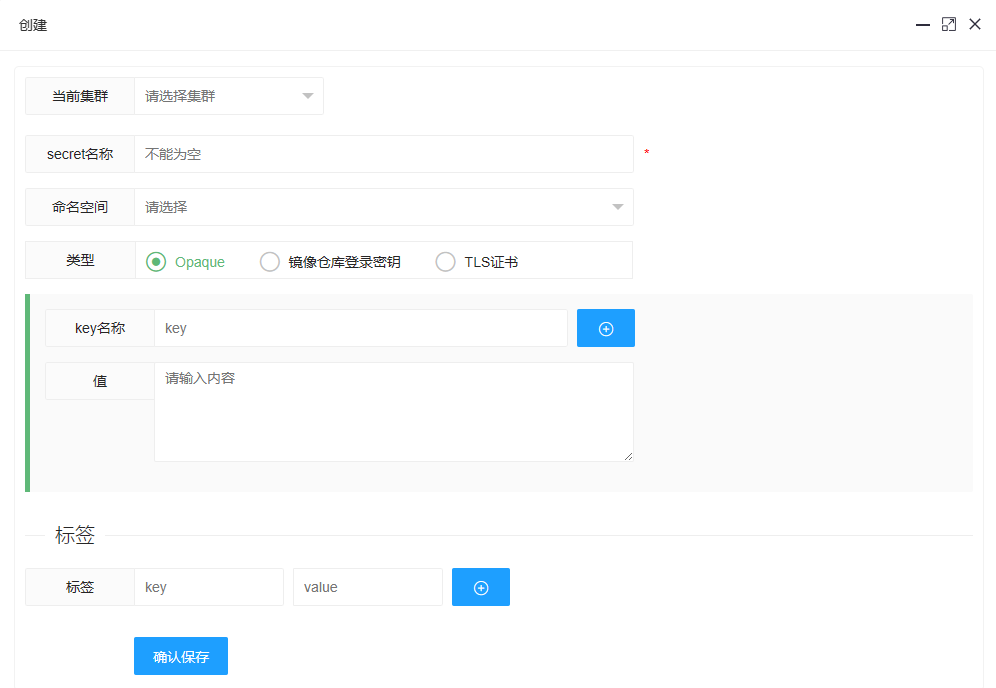 创建
当前集群 请选择集群
secret名称 不能为空 *
命名空间 请选择
类型 Opaque 镜像仓库登录密钥 TLS证书
key名称 key
值 请输入内容
标签
标签 key value
确认保存